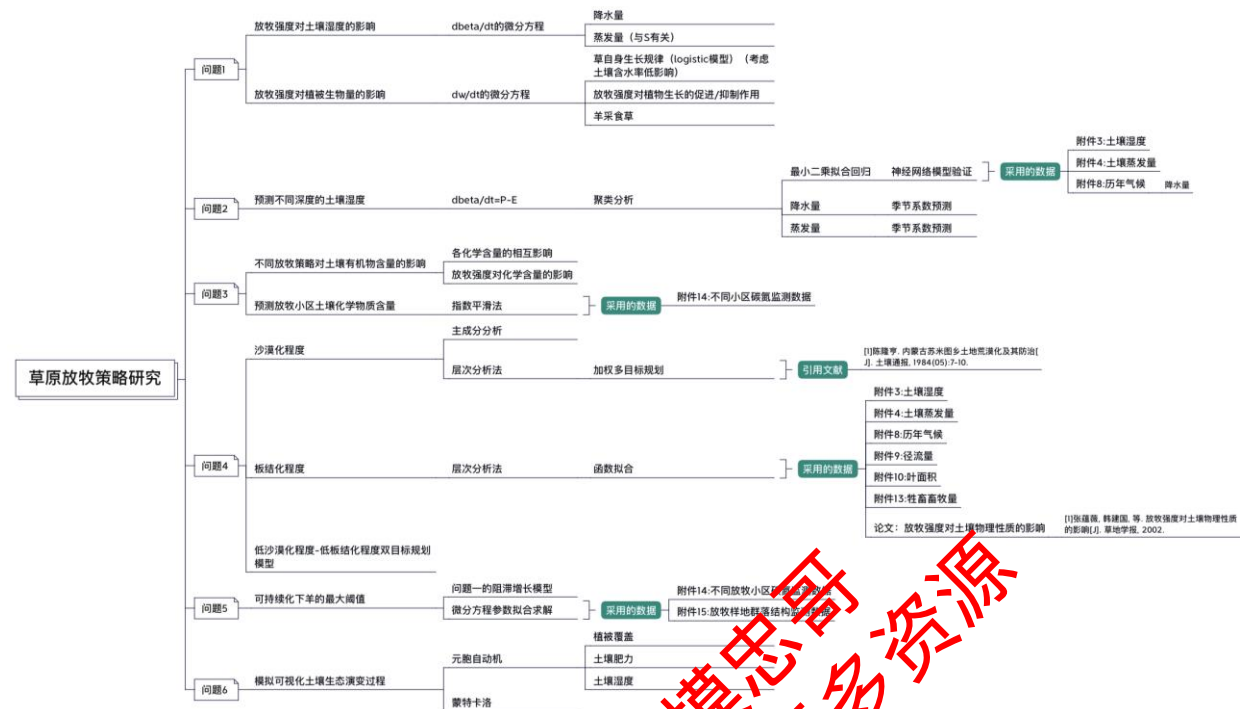 草原放牧策略研究
问题1
放牧强度对土壤湿度的影响
dbeta/dt的微分方程
降水量
蒸发量（与S有关）
放牧强度对植被生物量的影响
dw/dt的微分方程
草自身生长规律（logistic模型）（考虑
土壤含水率低影响）
放牧强度对植物生长的促进/抑制作用
羊采食草
问题2
预测不同深度的土壤湿度
dbeta/dt=P-E
聚类分析
最小二乘拟合回归
神经网络模型验证
采用的数据
附件3:土壤湿度
附件4:土壤蒸发量
附件8:历年气候
降水量
降水量
季节系数预测
蒸发量
季节系数预测
问题3
不同放牧策略对土壤有机物含量的影响
各化学含量的相互影响
放牧强度对化学含量的影响
预测放牧小区土壤化学物质含量
指数平滑法
采用的数据
附件14:不同小区碳氮监测数据
问题4
沙漠化程度
主成分分析
层次分析法
加权多目标规划
引用文献
[1]陈隆亨. 内蒙古苏米图乡土地荒漠化及其防治[
J]. 土壤通报, 1984(05):7-10.
板结化程度
层次分析法
函数拟合
采用的数据
附件3:土壤湿度
附件4:土壤蒸发量
附件8:历年气候
附件9:径流量
附件10:叶面积
附件13:牲畜畜牧量
论文：放牧强度对土壤物理性质的影响
[1]张蕴薇, 韩建国, 等. 放牧强度对土壤物理性质
的影响[J]. 草地学报, 2002.
低沙漠化程度-低板结化程度双目标规划
模型
问题5
可持续化下羊的最大阈值
问题一的阻滞增长模型
微分方程参数拟合求解
采用的数据
附件14:不同放牧小区碳氮监测数据
附件15:放牧样地群落结构监测数据
问题6
模拟可视化土壤生态演变过程
元胞自动机
植被覆盖
土壤肥力
土壤湿度
蒙特卡洛
模忠哥
多资源